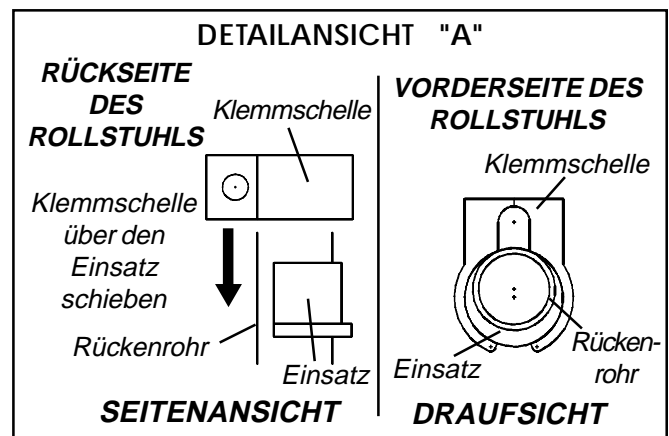 DETAILANSICHT "A"
RÜCKSEITE
DES
ROLLSTUHLS
Klemmschelle
Klemmschelle
über den
Einsatz
schieben
Rückenrohr
Einsatz
SEITENANSICHT
VORDERSEITE DES
ROLLSTUHLS
Klemmschelle
Einsatz
Rücken-
rohr
DRAUFSICHT